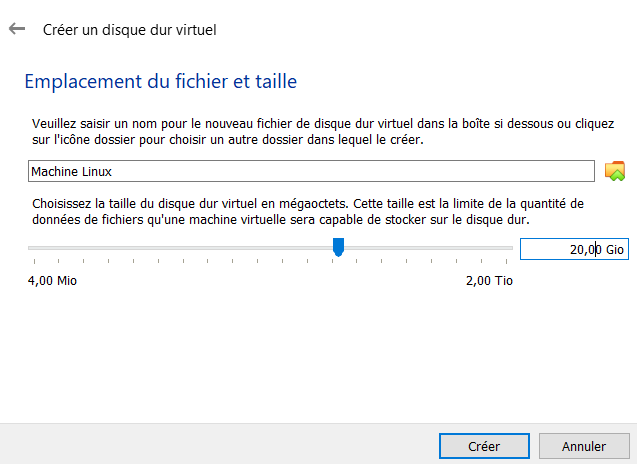 Créer un disque dur virtuel
Emplacement du fichier et taille
Veuillez saisir un nom pour le nouveau fichier de disque dur virtuel dans la boîte si dessous ou cliquez
sur l'icône dossier pour choisir un autre dossier dans lequel le créer.
Machine Linux
Choisissez la taille du disque dur virtuel en mégaoctets. Cette taille est la limite de la quantité de
données de fichiers qu'une machine virtuelle sera capable de stocker sur le disque dur.
20,00 Gio
4,00 Mio 2,00 Tio
Créer Annuler